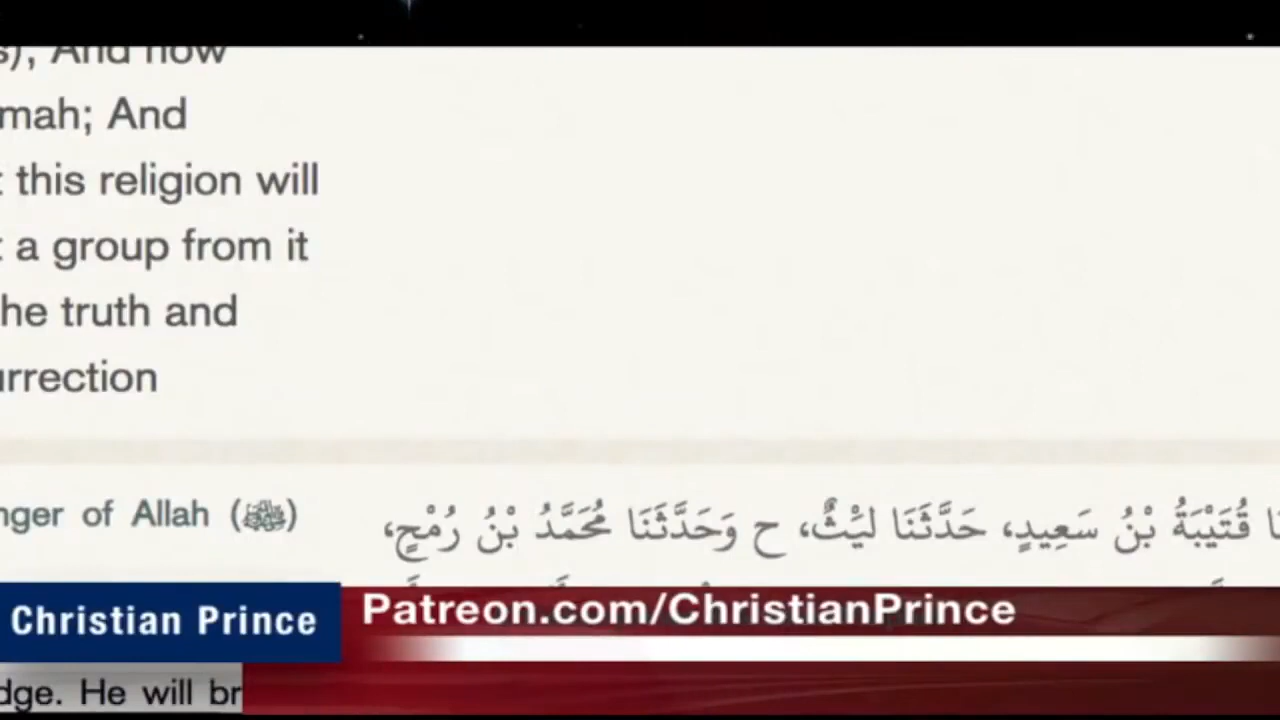 s), And how
mah; And
this religion will
a group from it
he truth and
urrection
nger of Allah (ﷺ)
نَا قُتَيْبَةُ بْنُ سَعِيدٍ، حَدَّثَنَا لَيْثٌ، ح وَحَدَّثَنَا مُحَمَّدُ بْنُ رُمْحٍ،
Christian Prince
Patreon.com/ChristianPrince
dge. He will br